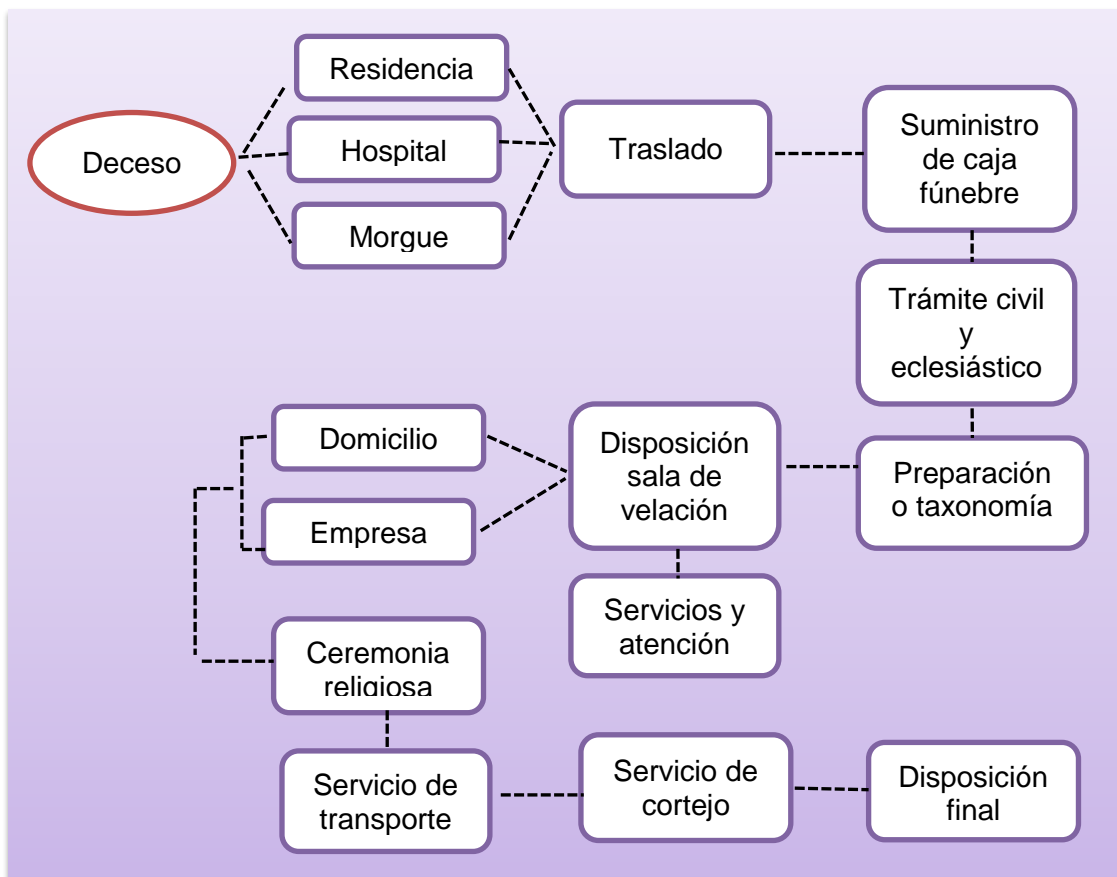 Deceso
Residencia
Hospital
Morgue
Traslado
Suministro
de caja
fúnebre
Trámite civil
y
eclesiástico
Preparación
o taxonomía
Disposición
sala de
velación
Servicios y
atención
Domicilio
Empresa
Ceremonia
religiosa
Servicio de
transporte
Servicio de
cortejo
Disposición
final